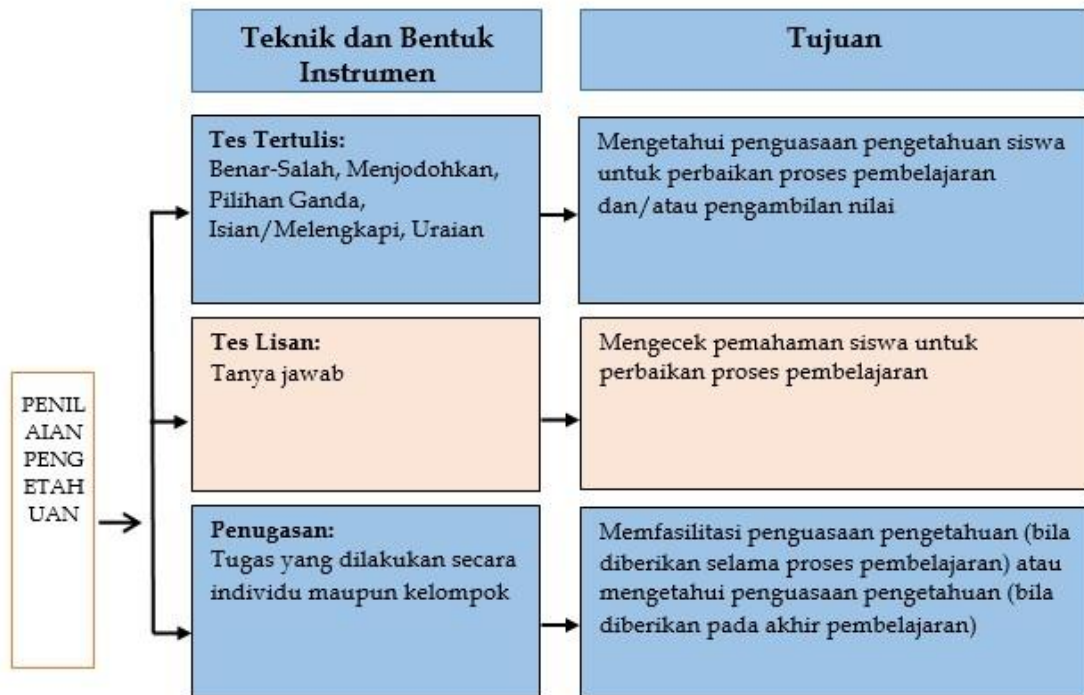 Teknik dan Bentuk
Instrumen
Tujuan
Tes Tertulis:
Benar-Salah, Menjodohkan,
Pilihan Ganda,
Isian/Melengkapi, Uraian
Mengetahui penguasaan pengetahuan siswa
untuk perbaikan proses pembelajaran
dan/atau pengambilan nilai
Tes Lisan:
Tanya jawab
Mengecek pemahaman siswa untuk
perbaikan proses pembelajaran
PENIL
AIAN
PENG
ETAH
UAN
Penugasan:
Tugas yang dilakukan secara
individu maupun kelompok
Memfasilitasi penguasaan pengetahuan (bila
diberikan selama proses pembelajaran) atau
mengetahui penguasaan pengetahuan (bila
diberikan pada akhir pembelajaran)